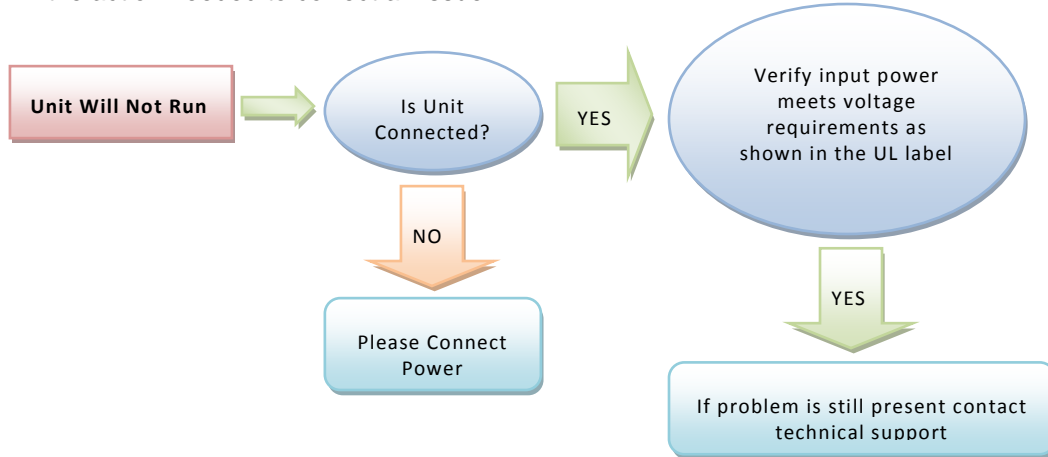 Unit Will Not Run
Is Unit
Connected?
YES
Verify input power
meets voltage
requirements as
shown in the UL label
NO
YES
Please Connect
Power
If problem is still present contact
technical support